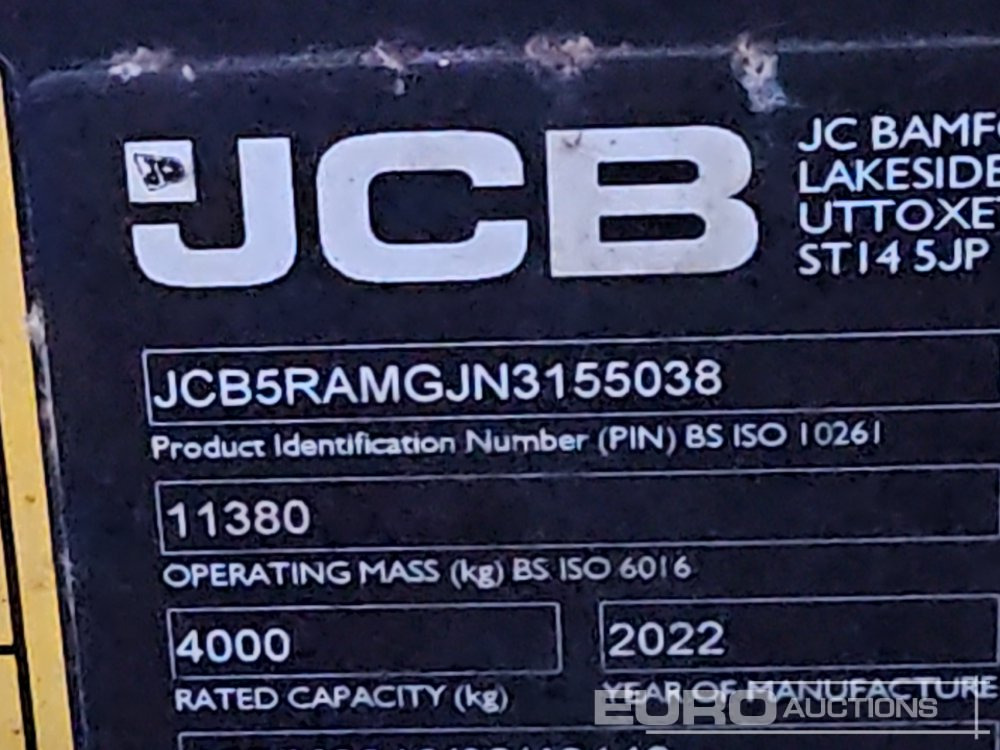 JCB
JC BAMF
LAKESIDE
UTTOXE
ST14 5JP
JCB5RAMGJN3155038
Product Identification Number (PIN) BS ISO 10261
11380
OPERATING MASS (kg) BS ISO 6016
4000
2022
RATED CAPACITY (kg)
YEAR OF MANUFACTURE
EURO AUCTIONS